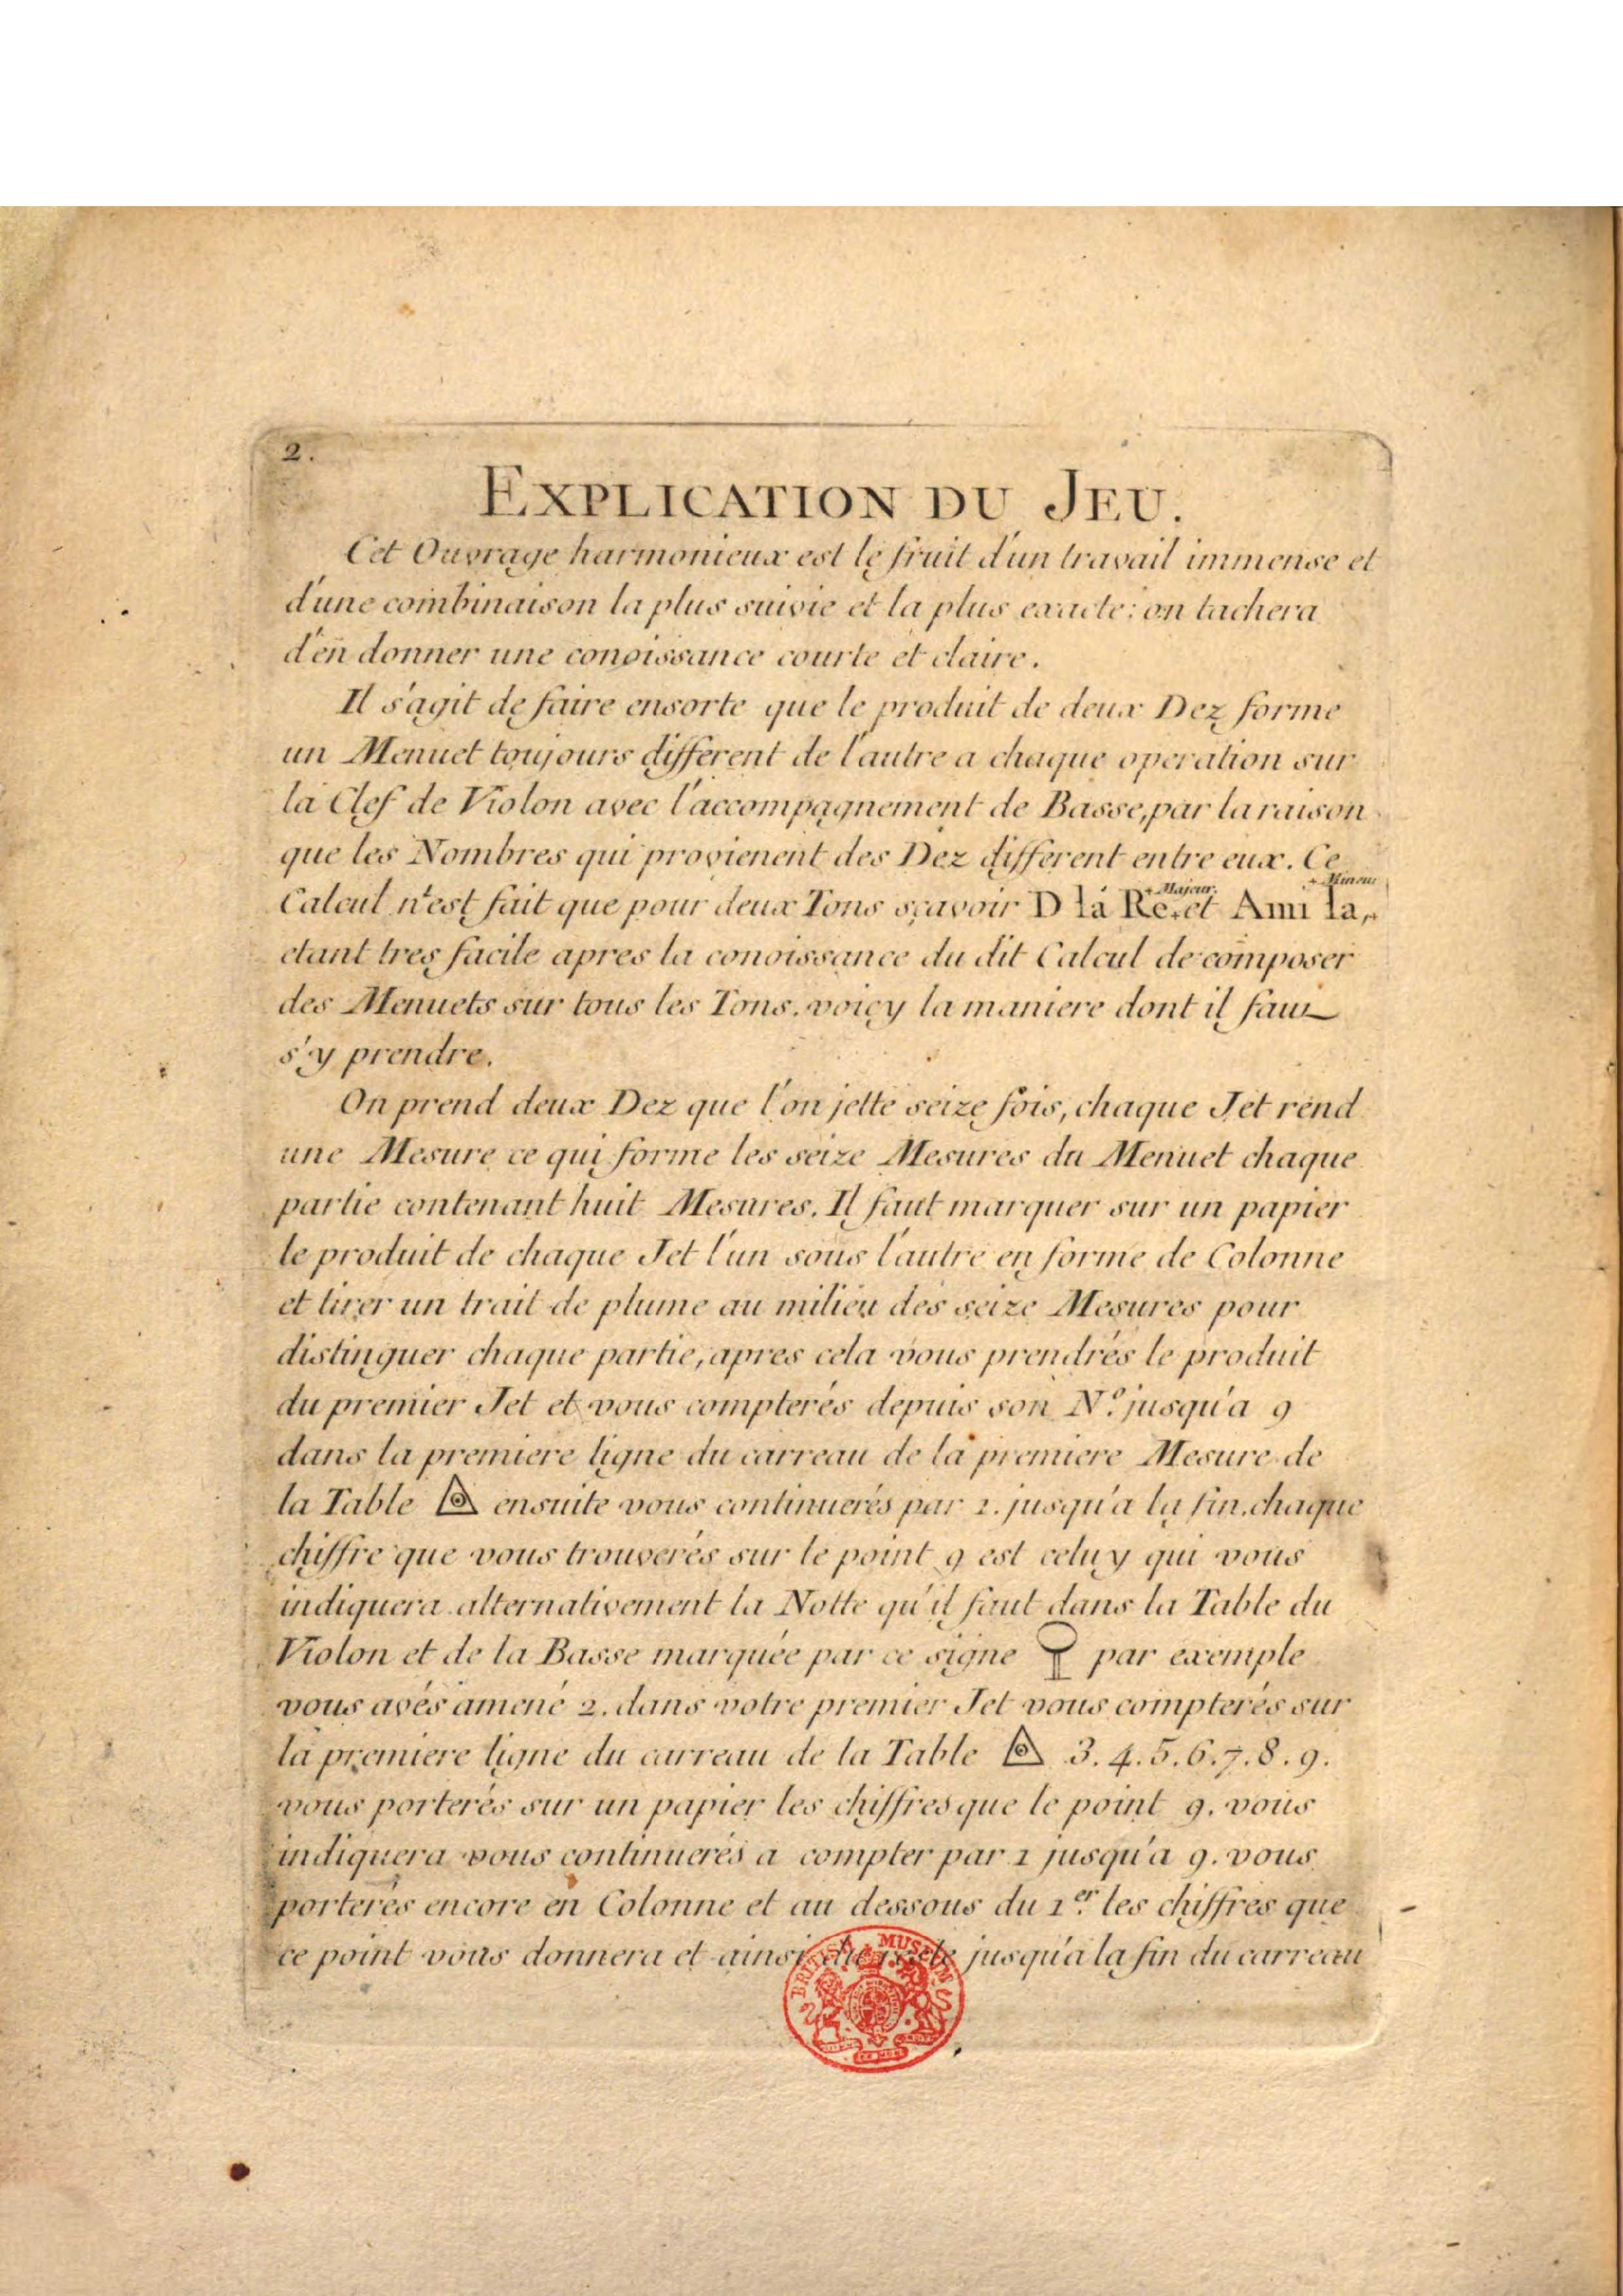 2.
EXPLICATION DU JEU.
Cet Ouvrage harmonieux est le fruit d'un travail immense et
d'une combinaison la plus suivie et la plus exacte: on tachera
d'en donner une conoissance courte et claire.
Il s'agit de faire ensorte que le produit de deux Dez forme
un Menuet toujours different de l'autre a chaque operation sur
la Clef de Violon avec l'accompagnement de Basse, par la raison
que les Nombres qui provienent des Dez different entre eux. Ce
+ Majeur. + Mineur
Calcul n'est fait que pour deux Tons sçavoir D la Re.+ et Ami la,+
etant tres facile apres la conoissance du dit Calcul de composer
des Menuets sur tous les Tons. voicy la maniere dont il faut
s'y prendre.
On prend deux Dez que l'on jette seize fois, chaque Jet rend
une Mesure ce qui forme les seize Mesures du Menuet chaque
partie contenant huit Mesures. Il faut marquer sur un papier
le produit de chaque Jet l'un sous l'autre en forme de Colonne
et tirer un trait de plume au milieu des seize Mesures pour
distinguer chaque partie, apres cela vous prendrés le produit
du premier Jet et vous compterés depuis son N.º jusqu'a 9
dans la premiere ligne du carreau de la premiere Mesure de
la Table ensuite vous continuerés par 1. jusqu'a la fin. chaque
chiffre que vous trouverés sur le point 9 est celuy qui vous
indiquera alternativement la Notte qu'il faut dans la Table du
Violon et de la Basse marquée par ce signe par exemple
vous avés amené 2. dans votre premier Jet vous compterés sur
la premiere ligne du carreau de la Table 3. 4. 5. 6. 7. 8. 9.
vous porterés sur un papier les chiffres que le point 9. vous
indiquera vous continuerés a compter par 1 jusqu'a 9. vous
porterés encore en Colonne et au dessous du 1.er les chiffres que
ce point vous donnera et ainsi du reste jusqu'a la fin du carreau
BRITISH MUSEUM